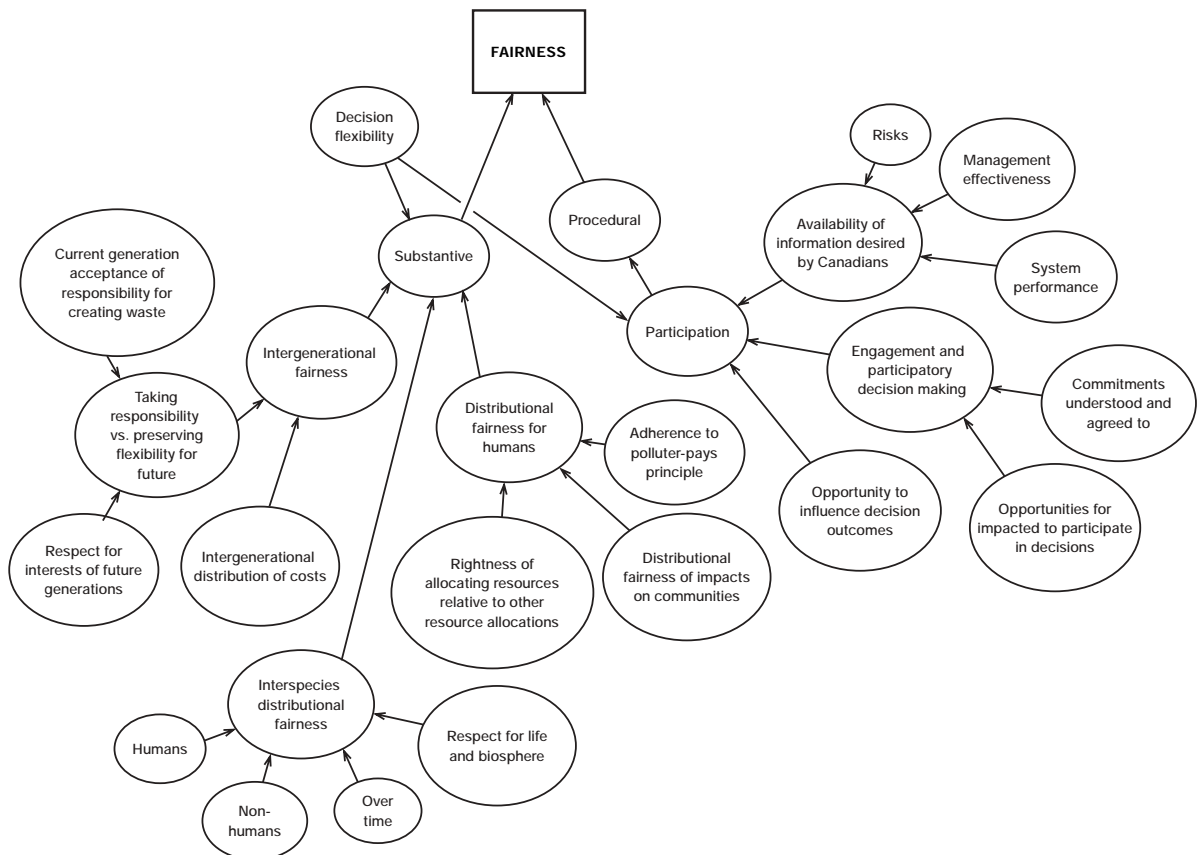 FAIRNESS
Decision
flexibility
Risks
Management
effectiveness
Procedural
Availability of
information desired
by Canadians
Substantive
Current generation
acceptance of
responsibility for
creating waste
System
performance
Participation
Intergenerational
fairness
Engagement and
participatory
decision making
Commitments
understood and
agreed to
Taking
responsibility
vs. preserving
flexibility for
future
Distributional
fairness for
humans
Adherence to
polluter-pays
principle
Opportunity to
influence decision
outcomes
Opportunities for
impacted to participate
in decisions
Respect for
interests of future
generations
Intergenerational
distribution of costs
Rightness of
allocating resources
relative to other
resource allocations
Distributional
fairness of impacts
on communities
Interspecies
distributional
fairness
Humans
Respect for life
and biosphere
Non-
humans
Over
time